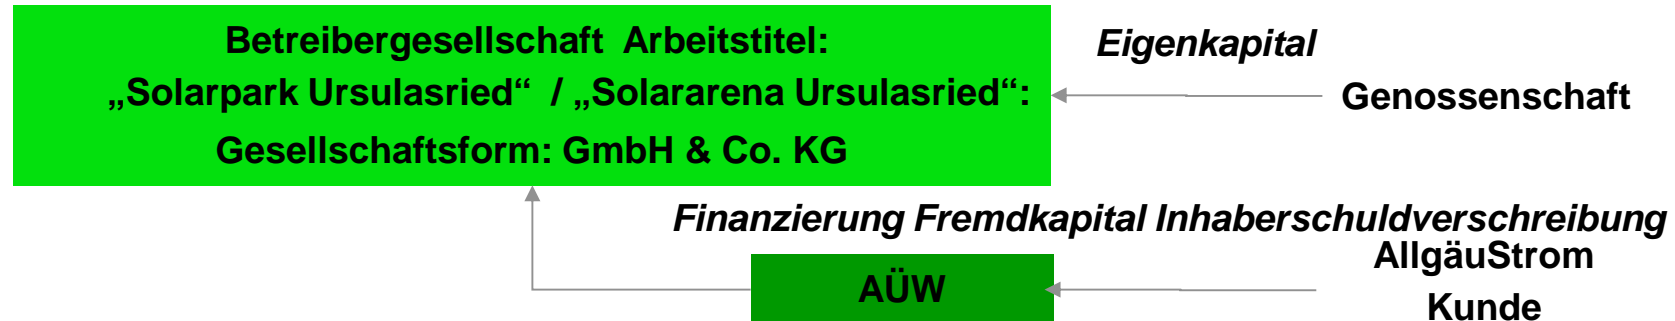 Betreibergesellschaft Arbeitstitel:
„Solarpark Ursulasried“ / „Solararena Ursulasried“:
Gesellschaftsform: GmbH & Co. KG
Eigenkapital
Genossenschaft
Finanzierung Fremdkapital Inhaberschuldverschreibung
AÜW
AllgäuStrom
Kunde